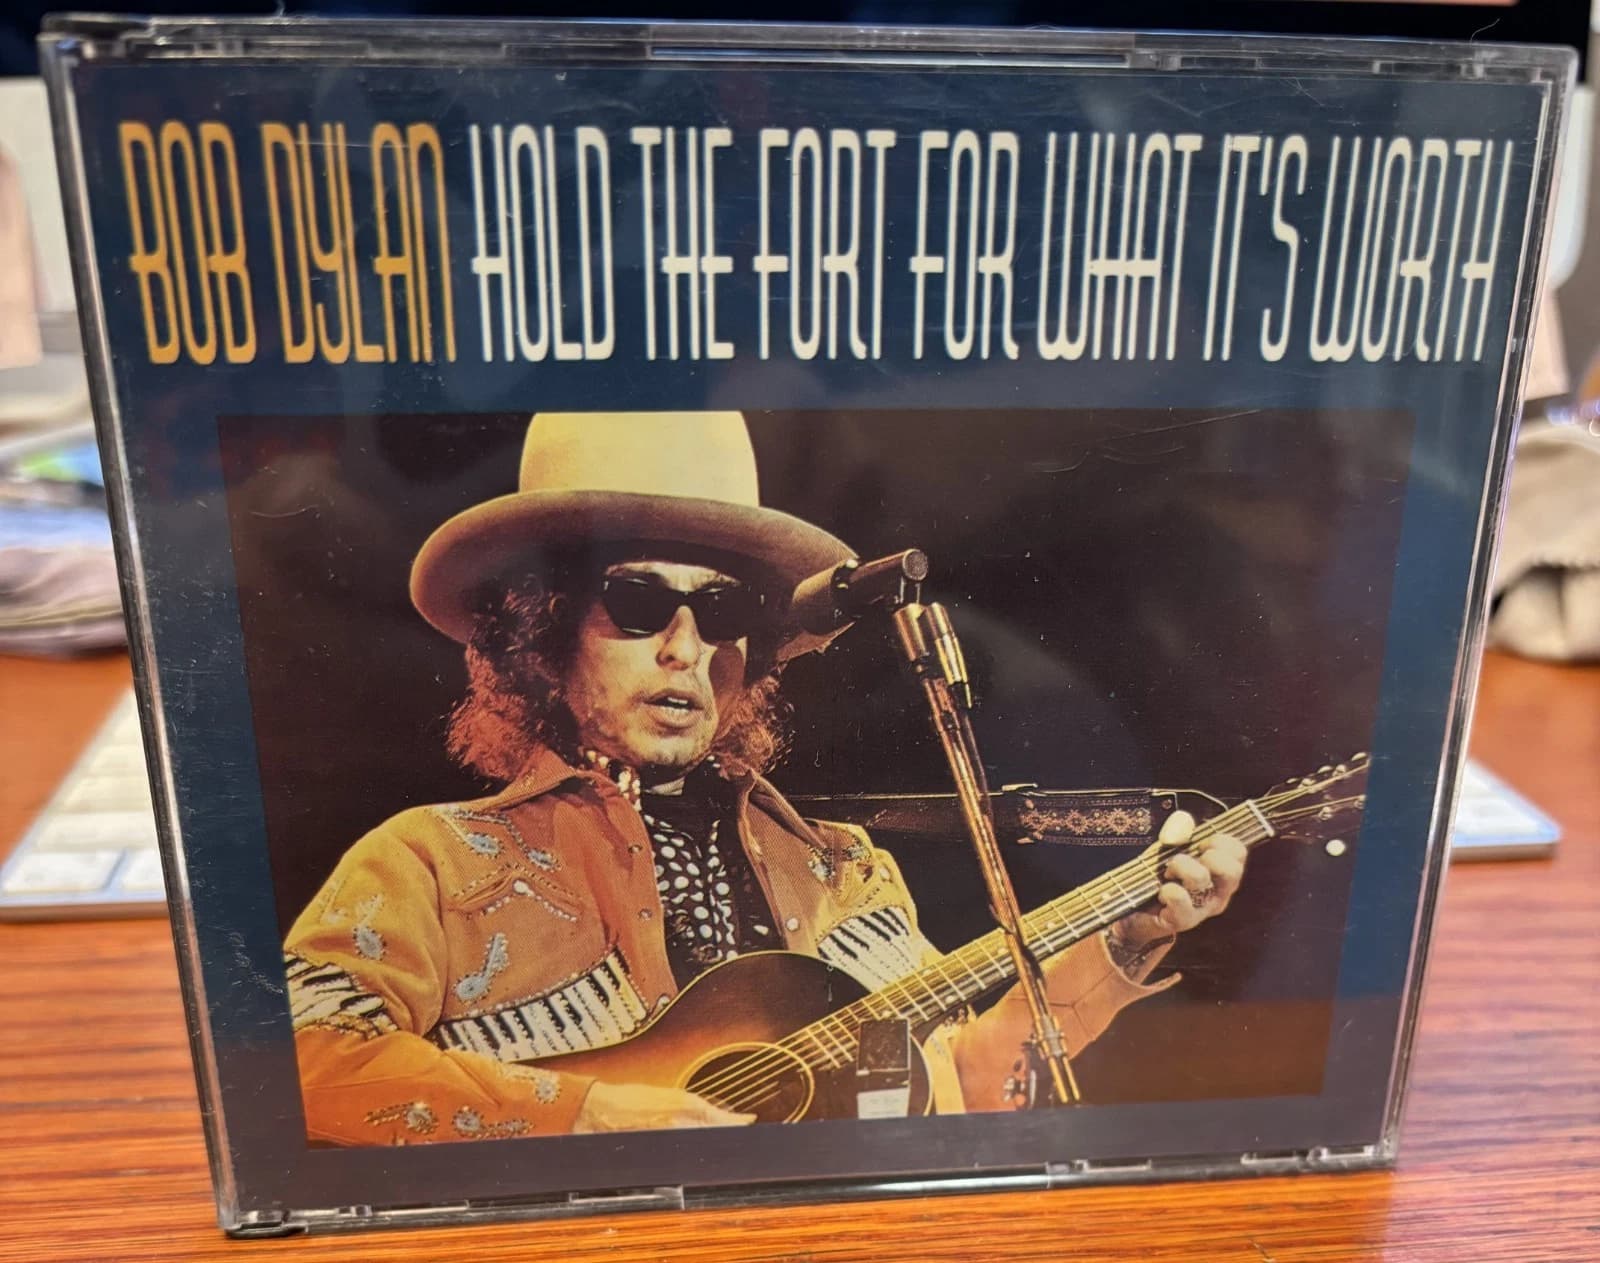 BOB DYLAN HOLD THE FORT FOR WHAT IT'S WORTH